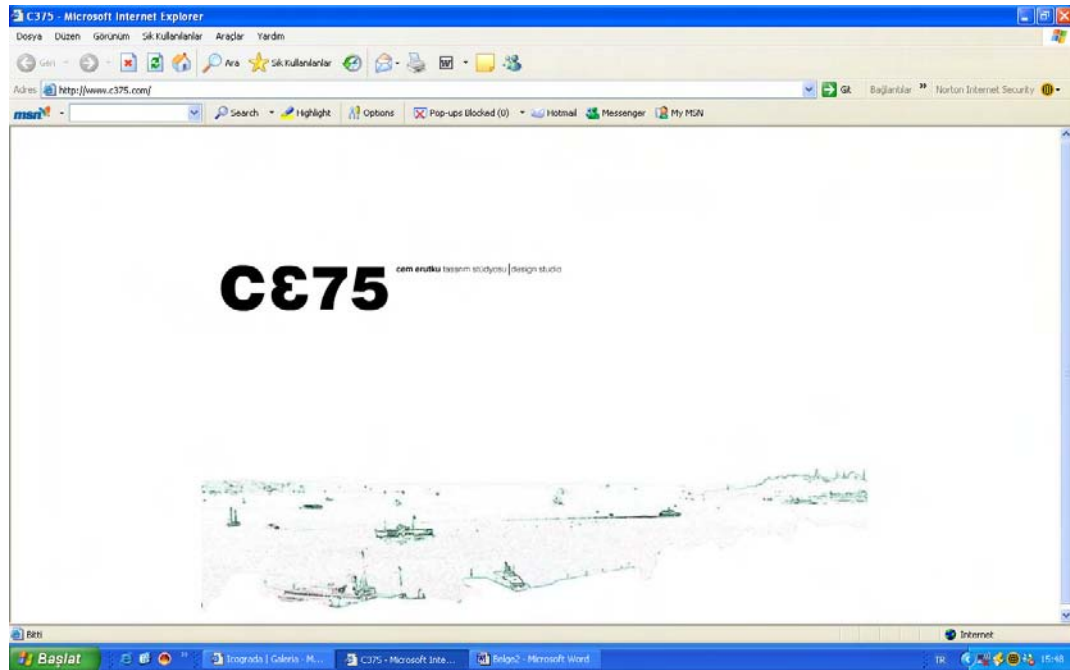 C375 - Microsoft Internet Explorer
Dosya Düzen Görünüm Sık Kullanılanlar Araçlar Yardım
Geri Ara Sık Kullanılanlar
Adres http://www.c375.com/ Git Bağlantılar » Norton Internet Security
msn Search Highlight Options Pop-ups Blocked (0) Hotmail Messenger My MSN
CƐ75 cem erutku tasarım stüdyosu|design studio
Bitti Internet
Başlat Icograda | Galeria - M... C375 - Microsoft Inte... Belge2 - Microsoft Word TR 15:48